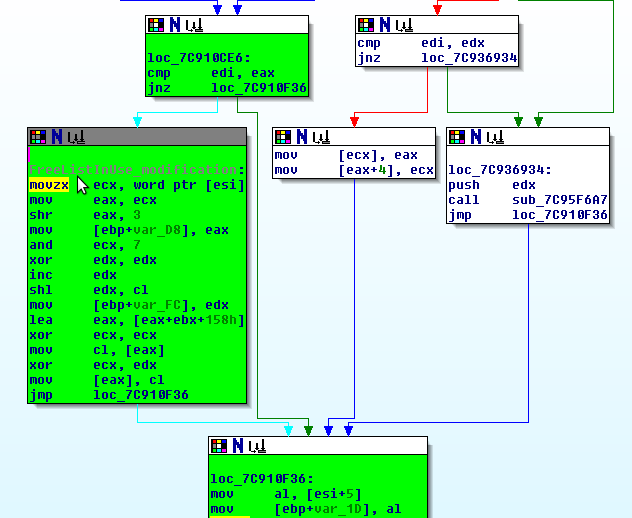 loc_7C910CE6:
cmp edi, eax
jnz loc_7C910F36
cmp edi, edx
jnz loc_7C936934
FreeListInUse_modification:
movzx ecx, word ptr [esi]
mov eax, ecx
shr eax, 3
mov [ebp+var_D8], eax
and ecx, 7
xor edx, edx
inc edx
shl edx, cl
mov [ebp+var_FC], edx
lea eax, [eax+ebx+158h]
xor ecx, ecx
mov cl, [eax]
xor ecx, edx
mov [eax], cl
jmp loc_7C910F36
mov [ecx], eax
mov [eax+4], ecx
loc_7C936934:
push edx
call sub_7C95F6A7
jmp loc_7C910F36
loc_7C910F36:
mov al, [esi+5]
mov [ebp+var_1D], al